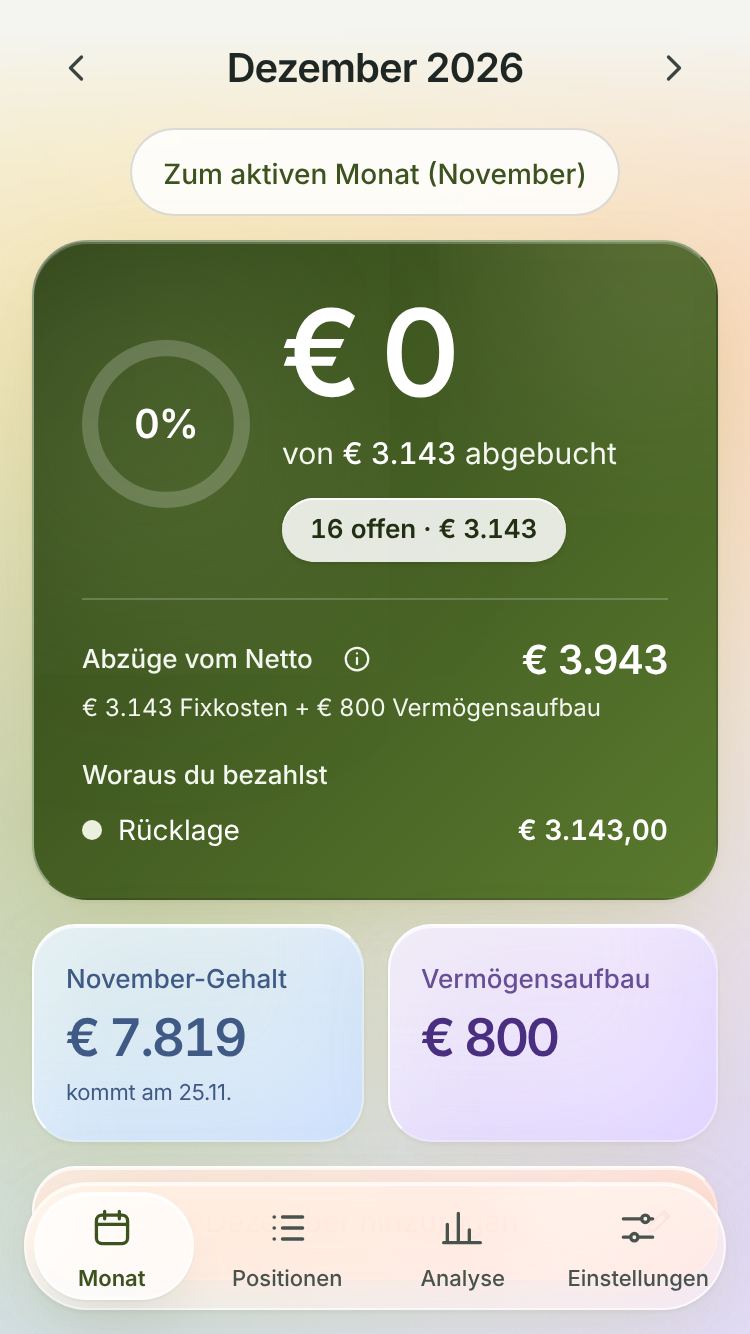 Dezember 2026
Zum aktiven Monat (November)
€ 0
0%
von € 3.143 abgebucht
16 offen · € 3.143
Abzüge vom Netto
€ 3.943
€ 3.143 Fixkosten + € 800 Vermögensaufbau
Woraus du bezahlst
Rücklage
€ 3.143,00
November-Gehalt
€ 7.819
kommt am 25.11.
Vermögensaufbau
€ 800
Monat
Positionen
Analyse
Einstellungen